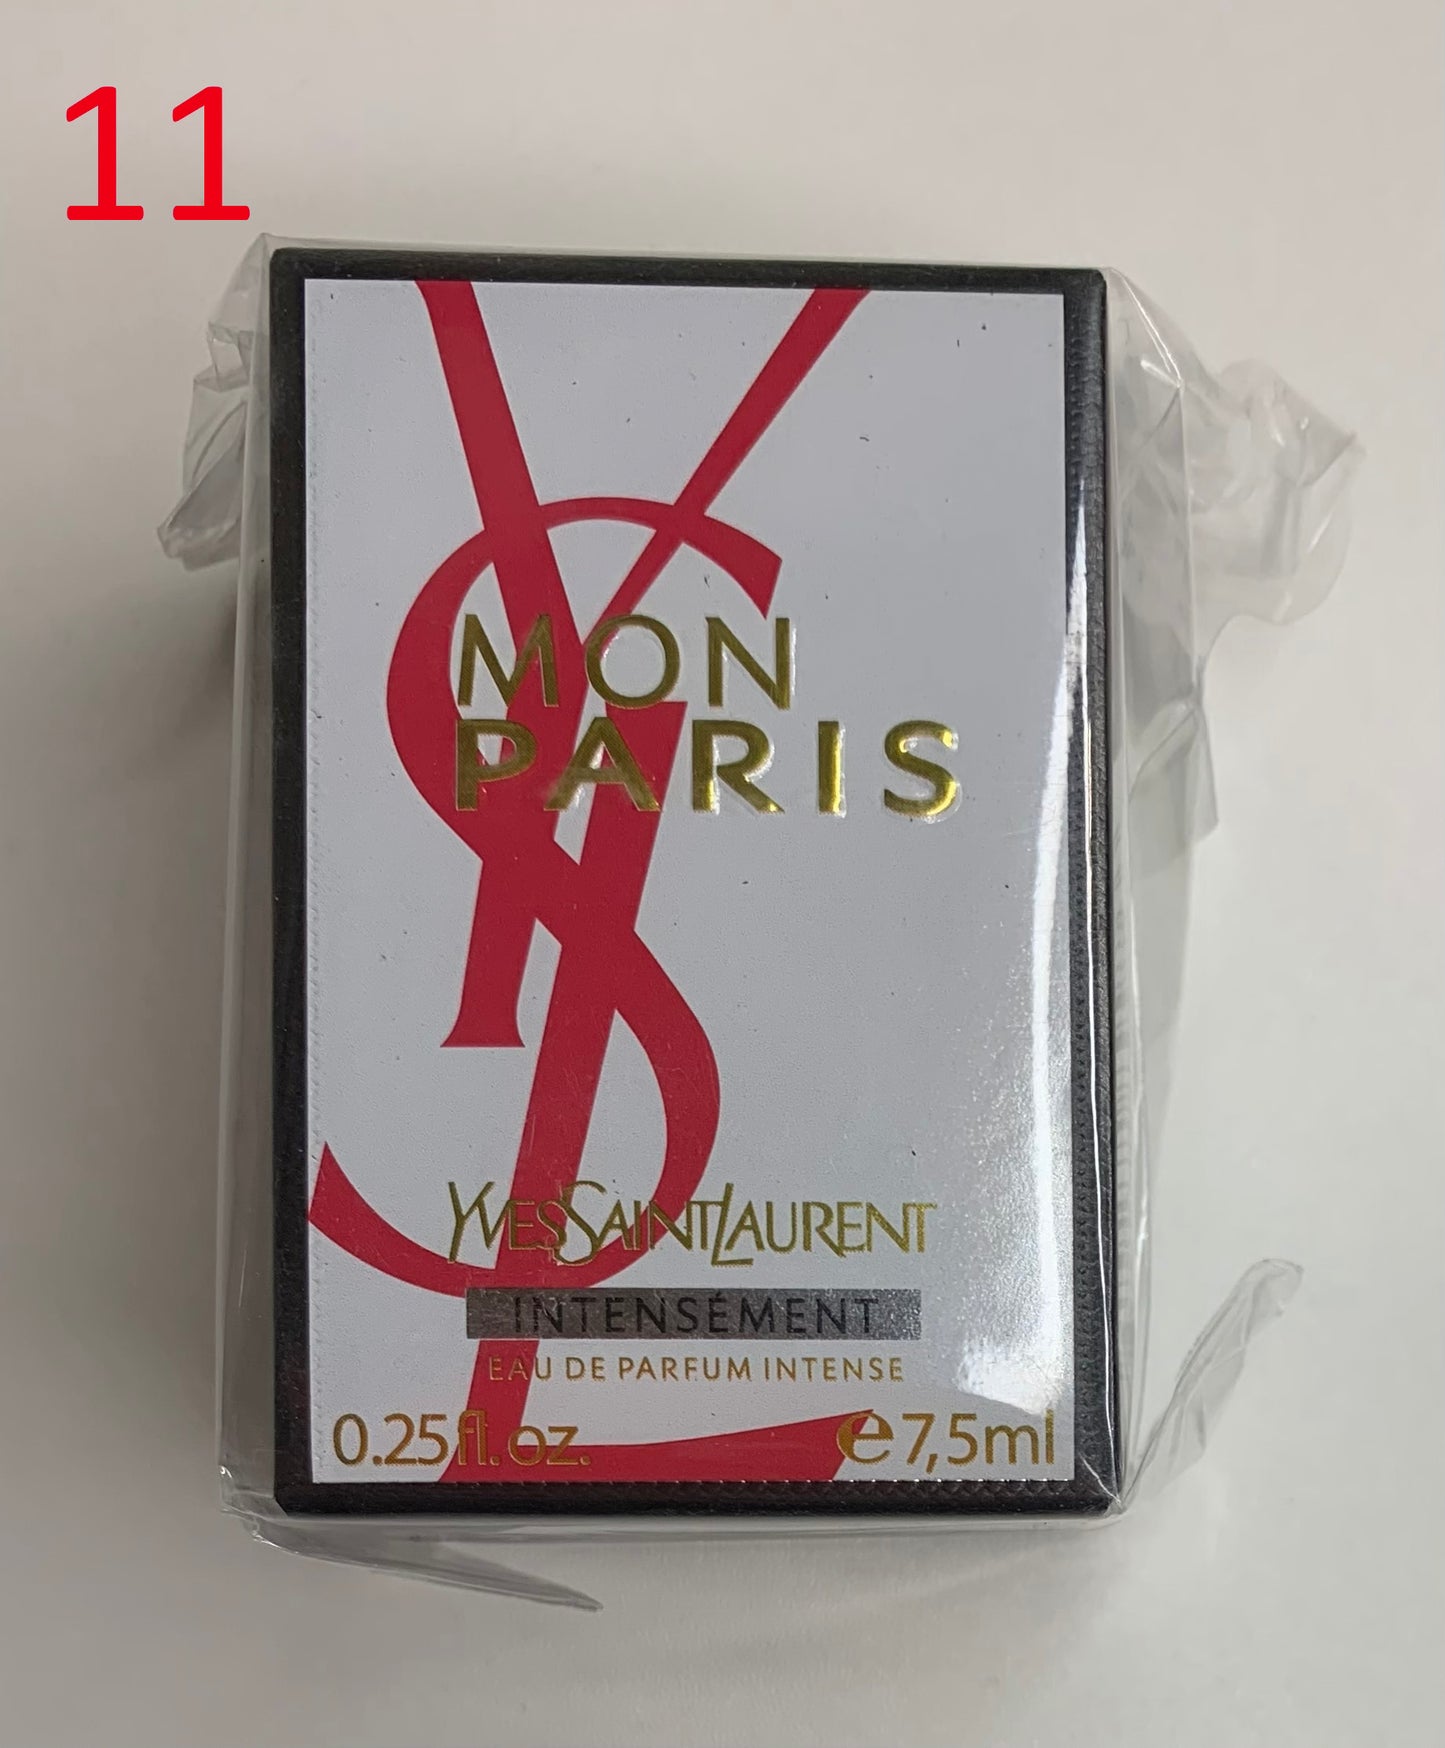 11
MON
PARIS
YVESSAINTLAURENT
INTENSÉMENT
EAU DE PARFUM INTENSE
0.25fl.oz. ℮7,5ml